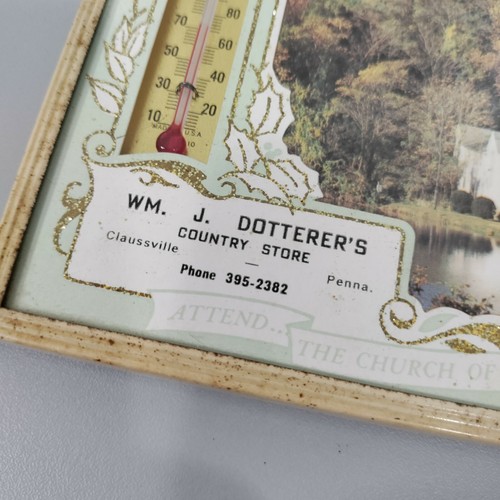 80
70
60
50
40
30
20
10
WM. J. DOTTERER'S
COUNTRY STORE
Claussville — Penna.
Phone 395-2382
ATTEND...
THE CHURCH OF